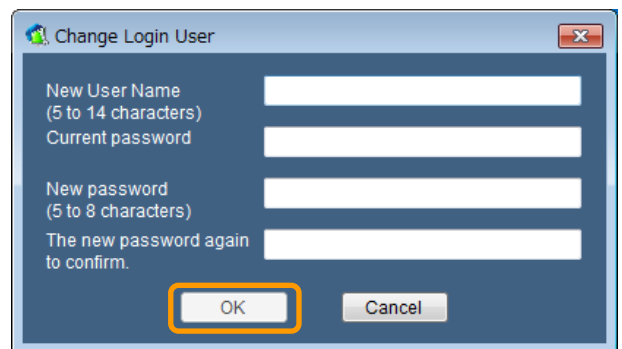 Change Login User
New User Name
(5 to 14 characters)
Current password
New password
(5 to 8 characters)
The new password again
to confirm.
OK
Cancel